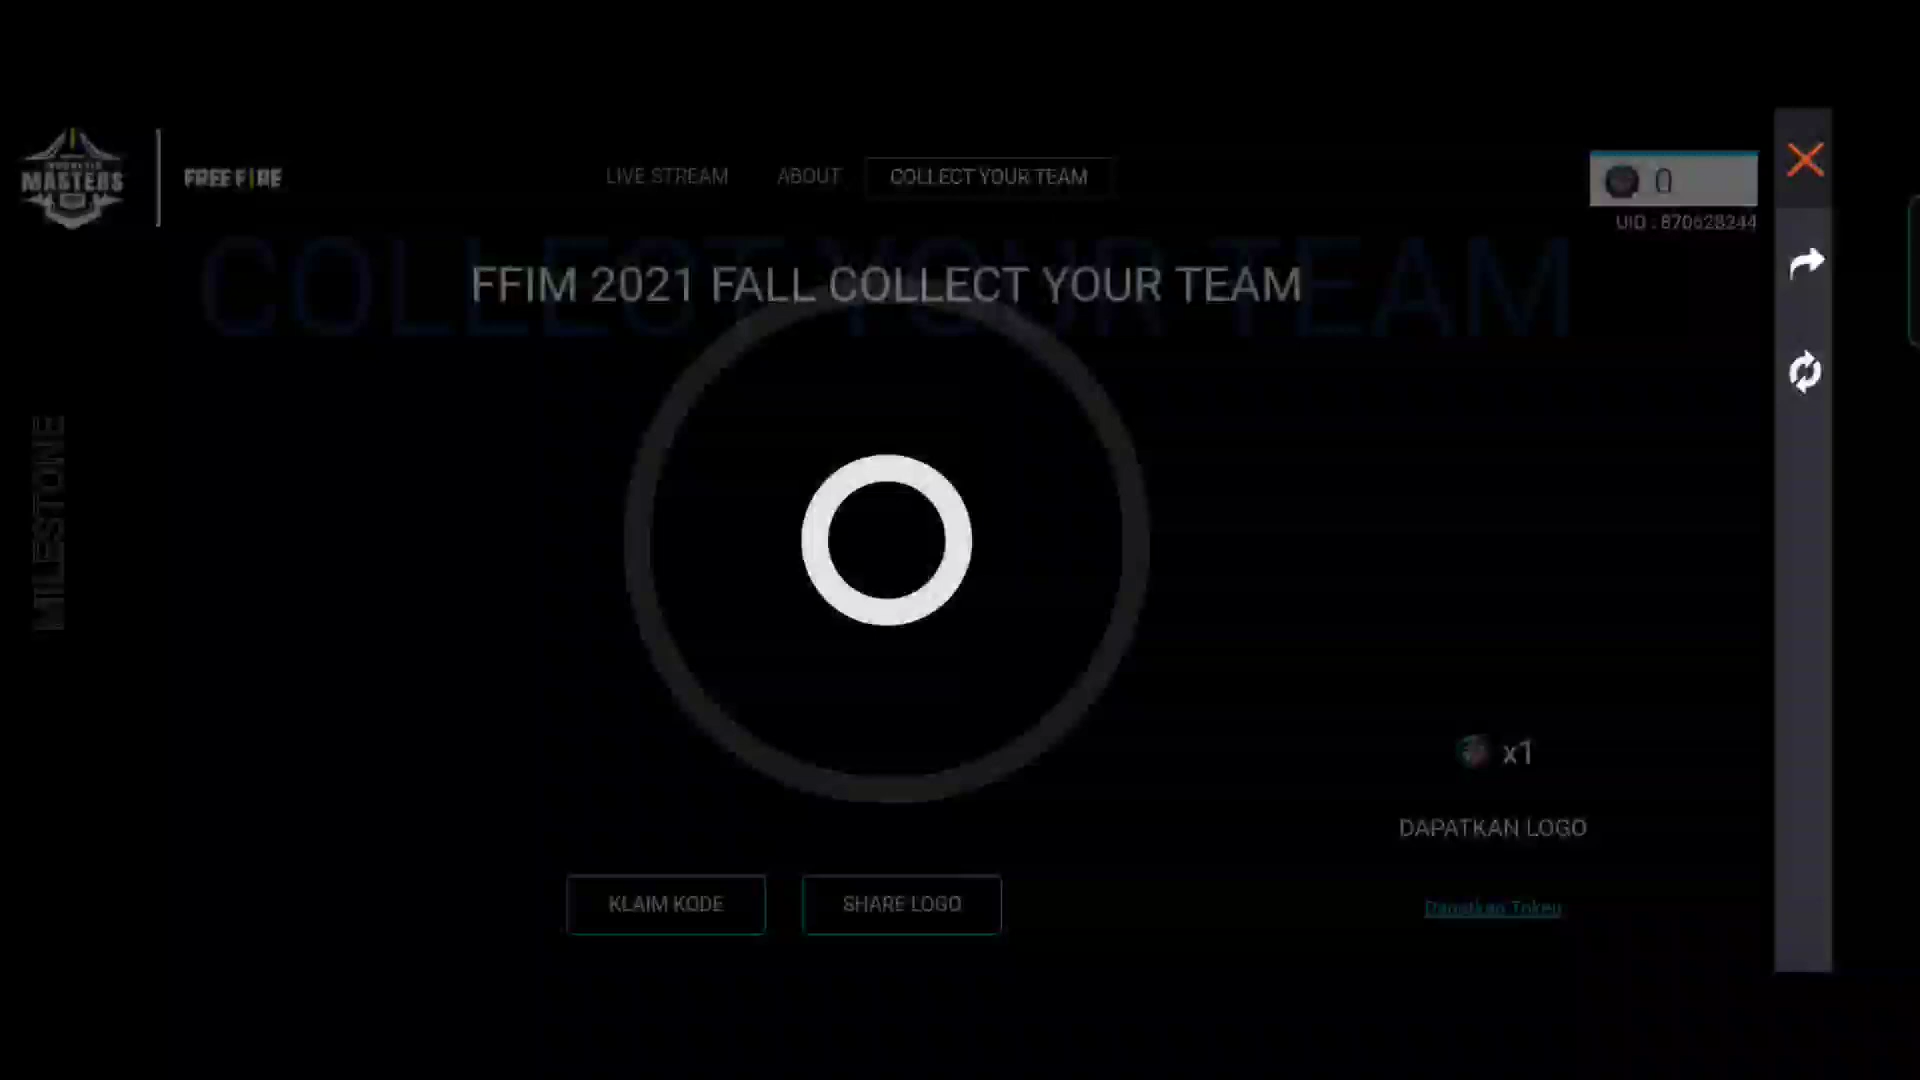 MASTERS
FREE FIRE
LIVE STREAM
ABOUT
COLLECT YOUR TEAM
0
UID : 870628244
COLLECT YOUR TEAM
FFIM 2021 FALL COLLECT YOUR TEAM
MILESTONE
x1
DAPATKAN LOGO
KLAIM KODE
SHARE LOGO
Dapatkan Token